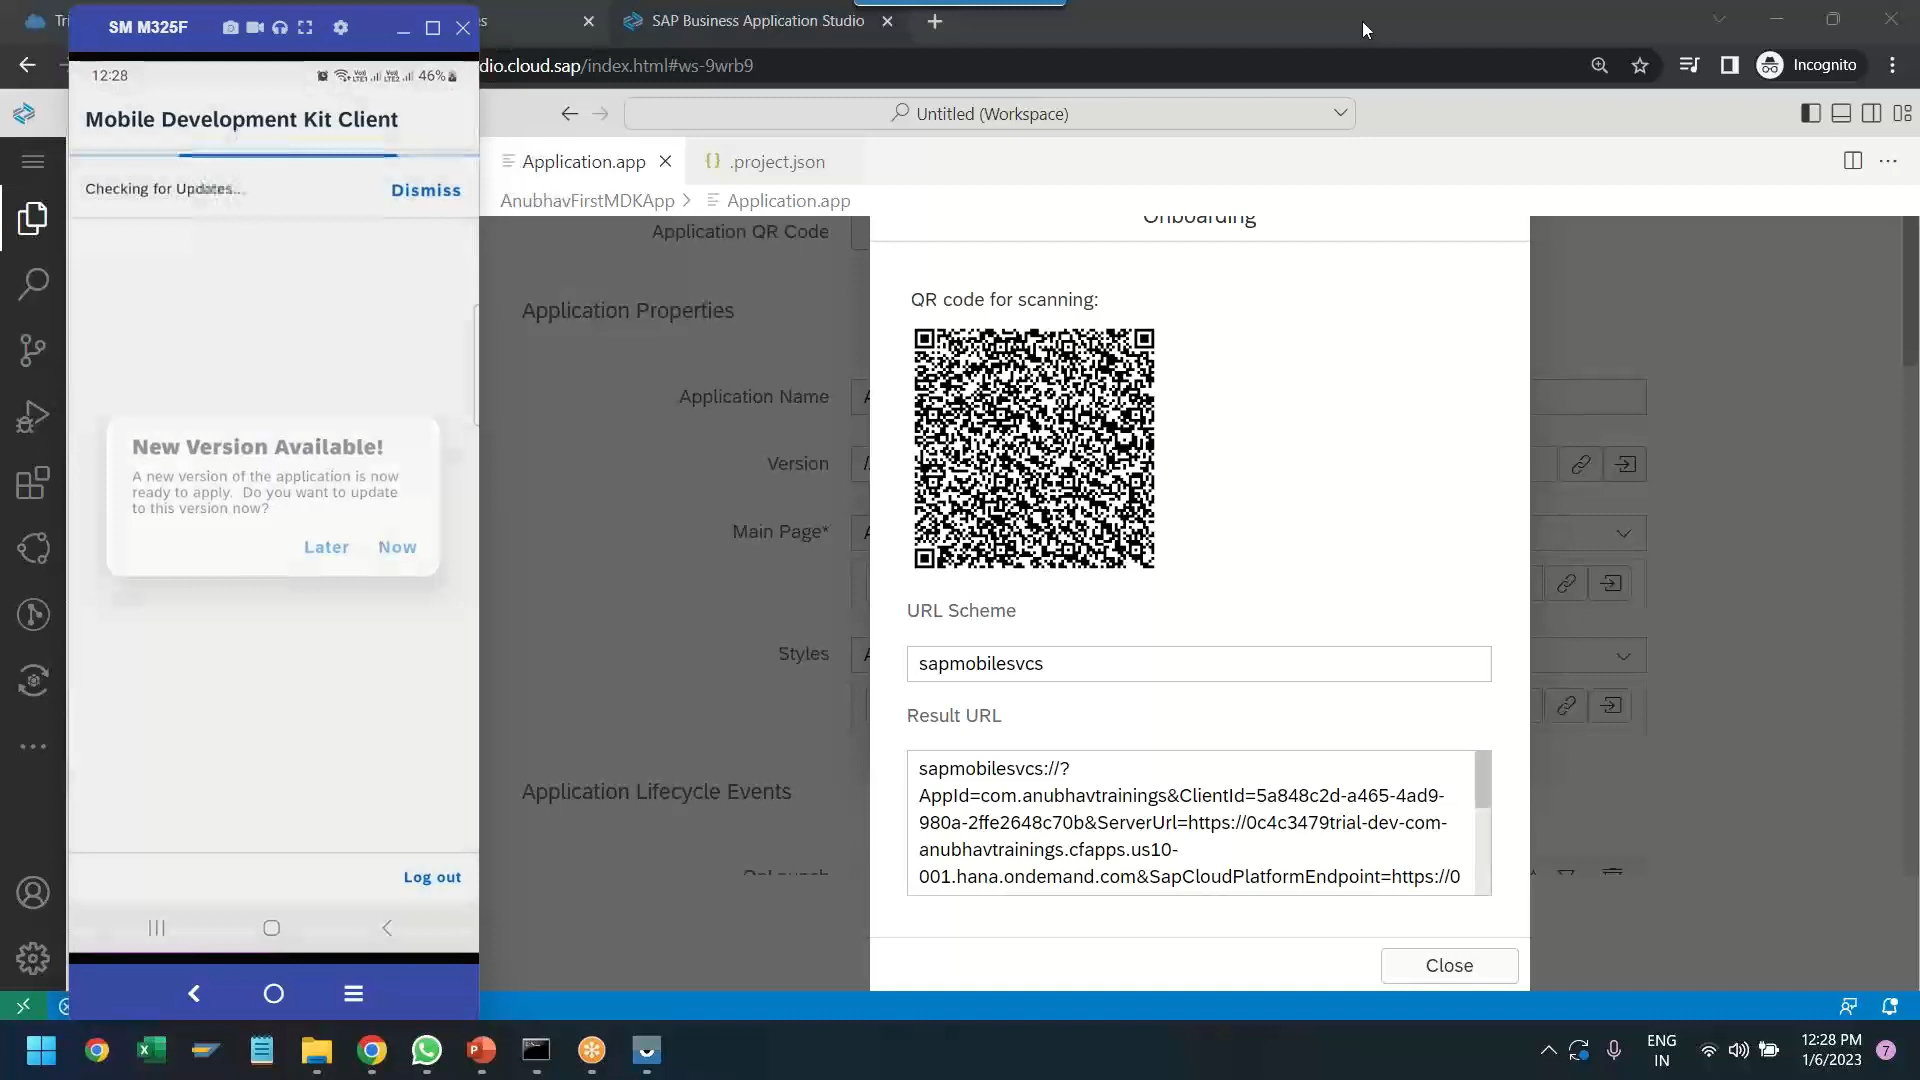 SM M325F
12:28
46%
Mobile Development Kit Client
Checking for Updates...
Dismiss
New Version Available!
A new version of the application is now
ready to apply. Do you want to update
to this version now?
Later
Now
Log out
SAP Business Application Studio
dio.cloud.sap/index.html#ws-9wrb9
Incognito
Untitled (Workspace)
Application.app
.project.json
AnubhavFirstMDKApp > Application.app
Application QR Code
Application Properties
Application Name
Version
Main Page*
Styles
Application Lifecycle Events
Onboarding
QR code for scanning:
URL Scheme
sapmobilesvcs
Result URL
sapmobilesvcs://?
AppId=com.anubhavtrainings&ClientId=5a848c2d-a465-4ad9-
980a-2ffe2648c70b&ServerUrl=https://0c4c3479trial-dev-com-
anubhavtrainings.cfapps.us10-
001.hana.ondemand.com&SapCloudPlatformEndpoint=https://0
Close
ENG
IN
12:28 PM
1/6/2023
7